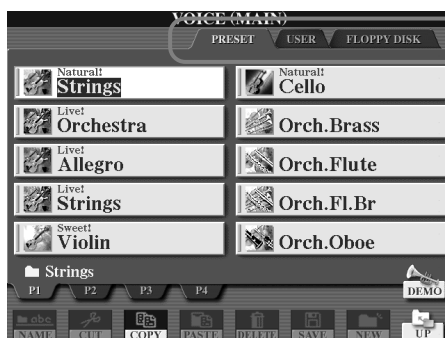 VOICE (MAIN)
PRESET USER FLOPPY DISK
Natural!
Strings
Live!
Orchestra
Live!
Allegro
Live!
Strings
Sweet!
Violin
Natural!
Cello
Orch.Brass
Orch.Flute
Orch.Fl.Br
Orch.Oboe
Strings
P1 P2 P3 P4
DEMO
abc
NAME CUT COPY PASTE DELETE SAVE NEW UP